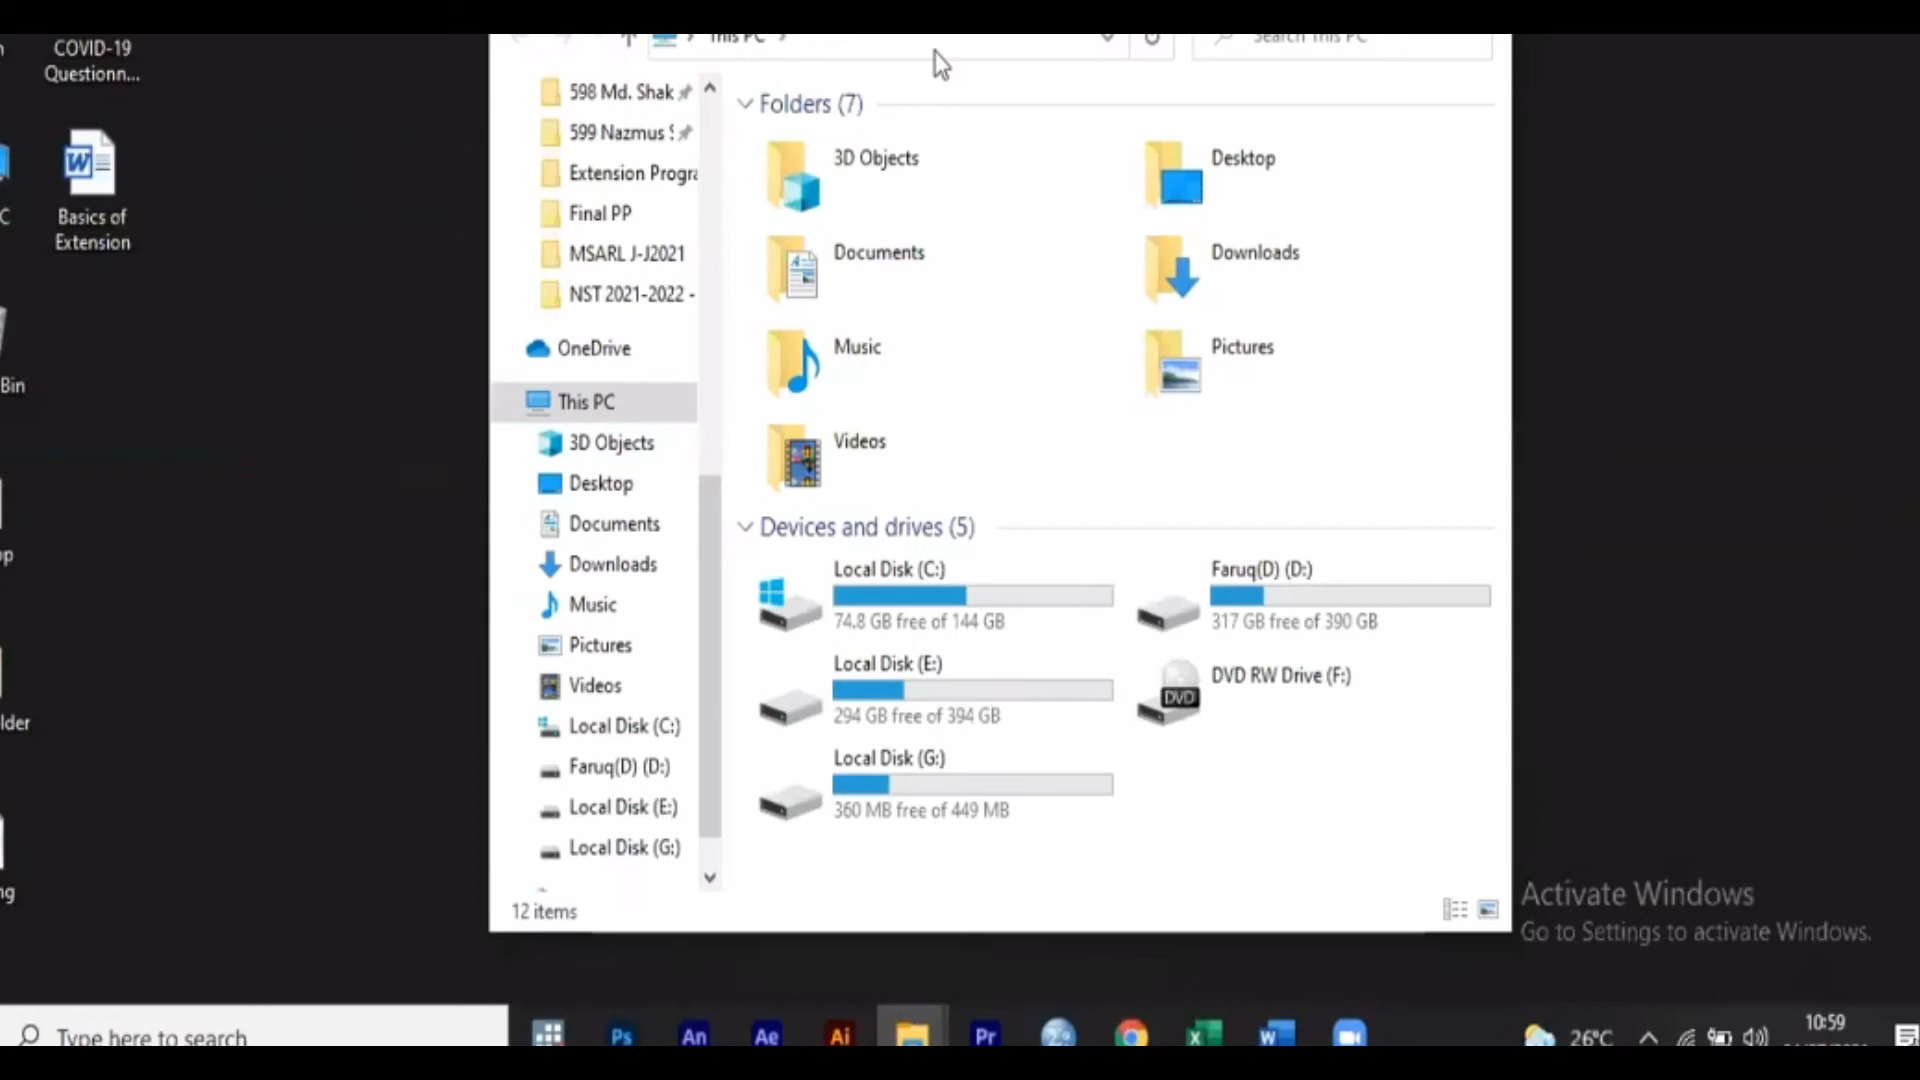 COVID-19
Questionn...
Basics of
Extension
Bin
This PC
Search This PC
598 Md. Shak
599 Nazmus
Extension Progra
Final PP
MSARL J-J2021
NST 2021-2022 -
OneDrive
This PC
3D Objects
Desktop
Documents
Downloads
Music
Pictures
Videos
Local Disk (C:)
Faruq(D) (D:)
Local Disk (E:)
Local Disk (G:)
12 items
Folders (7)
3D Objects
Desktop
Documents
Downloads
Music
Pictures
Videos
Devices and drives (5)
Local Disk (C:)
74.8 GB free of 144 GB
Faruq(D) (D:)
317 GB free of 390 GB
Local Disk (E:)
294 GB free of 394 GB
DVD RW Drive (F:)
DVD
Local Disk (G:)
360 MB free of 449 MB
Activate Windows
Go to Settings to activate Windows.
Type here to search
Ps
An
Ae
Ai
Pr
26°C
10:59